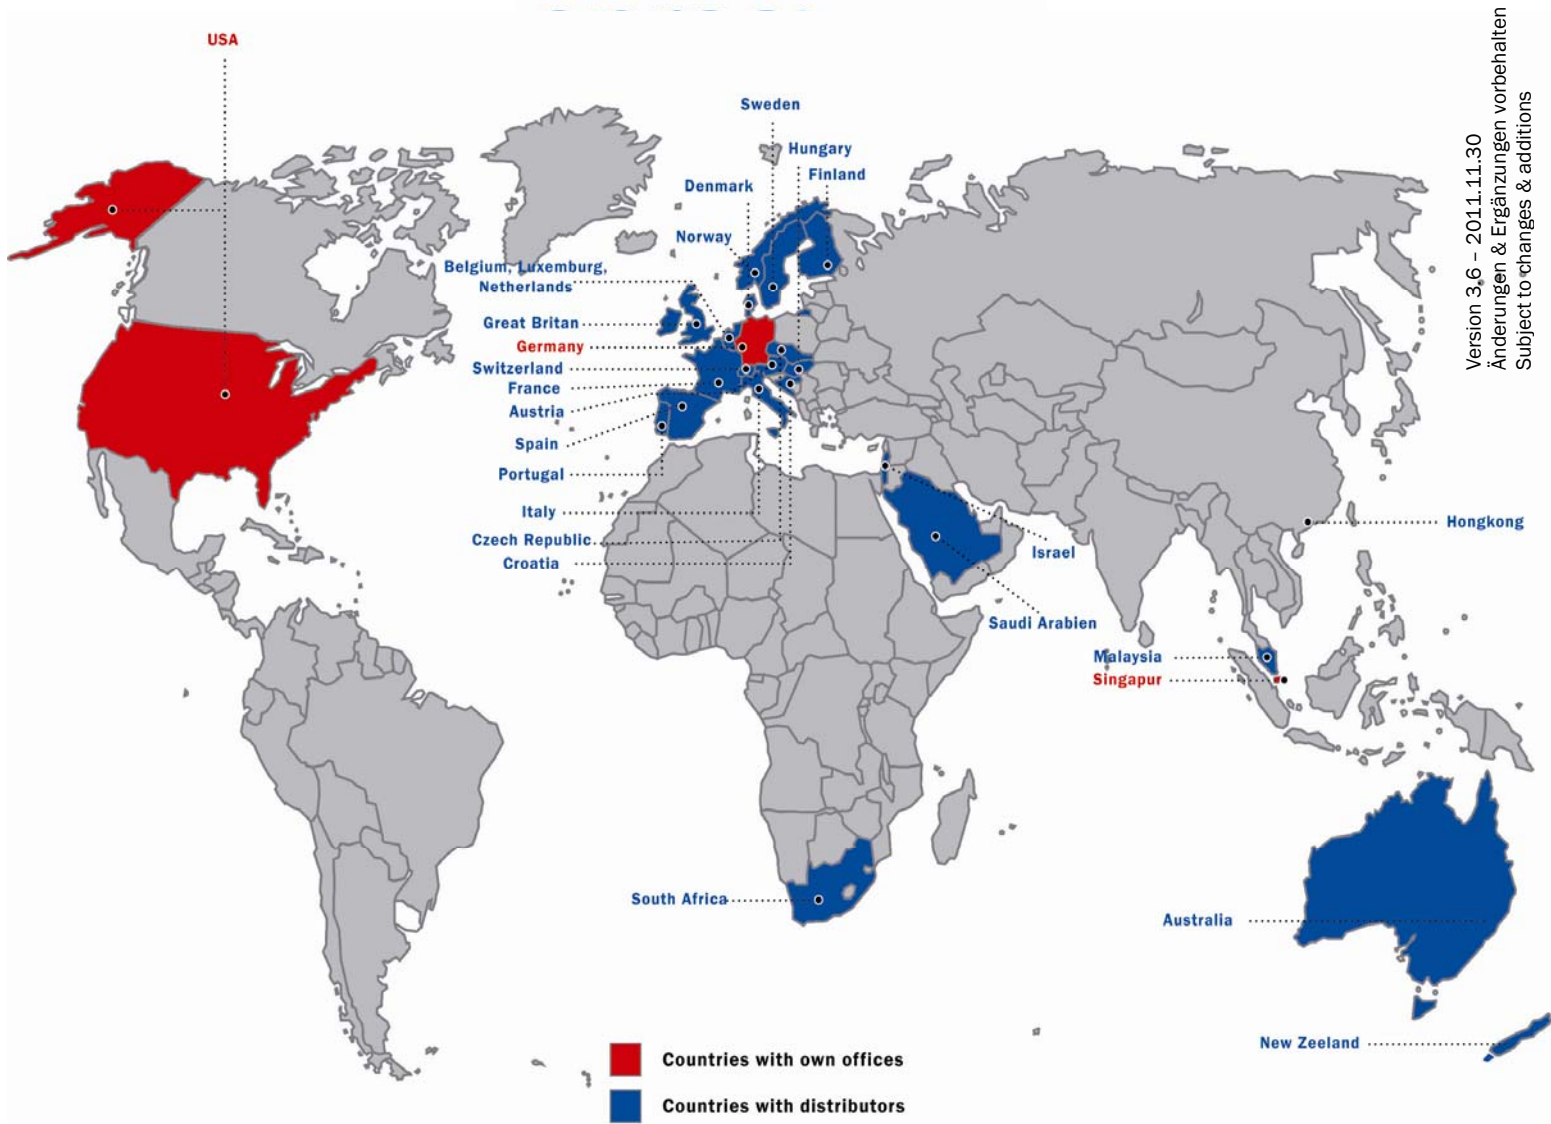 USA
Sweden
Hungary
Finland
Denmark
Norway
Belgium, Luxemburg,
Netherlands
Great Britan
Germany
Switzerland
France
Austria
Spain
Portugal
Italy
Czech Republic
Croatia
Israel
Saudi Arabien
Hongkong
Malaysia
Singapur
South Africa
Australia
New Zeeland
Countries with own offices
Countries with distributors
Version 3.6 – 2011.11.30
Änderungen & Ergänzungen vorbehalten
Subject to changes & additions